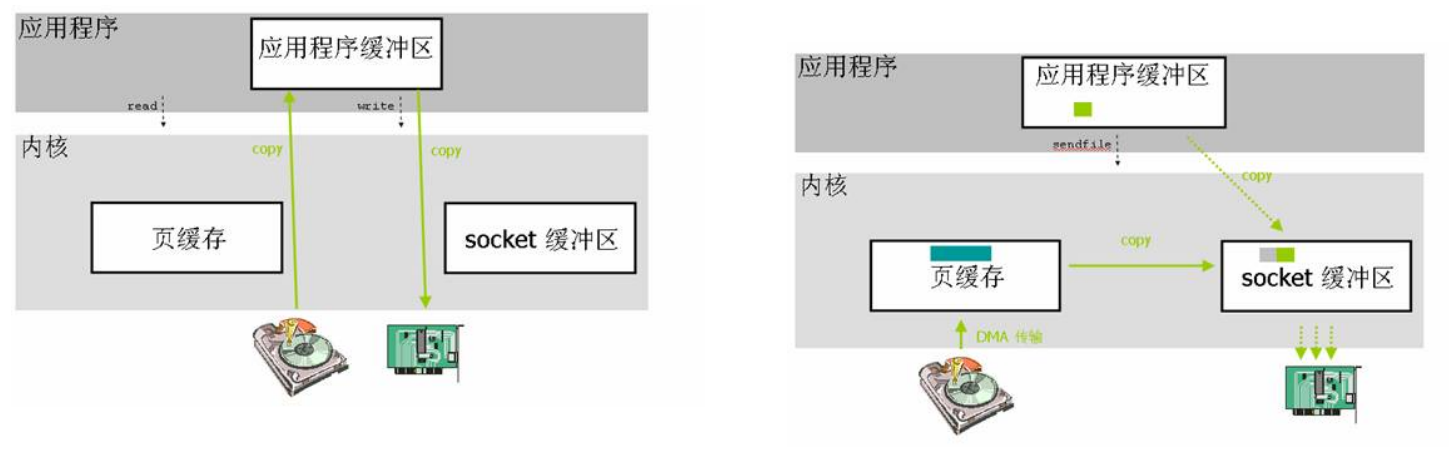 应用程序
应用程序缓冲区
read
write
内核
copy
copy
页缓存
socket 缓冲区
应用程序
应用程序缓冲区
sendfile
内核
copy
copy
页缓存
socket 缓冲区
DMA 传输